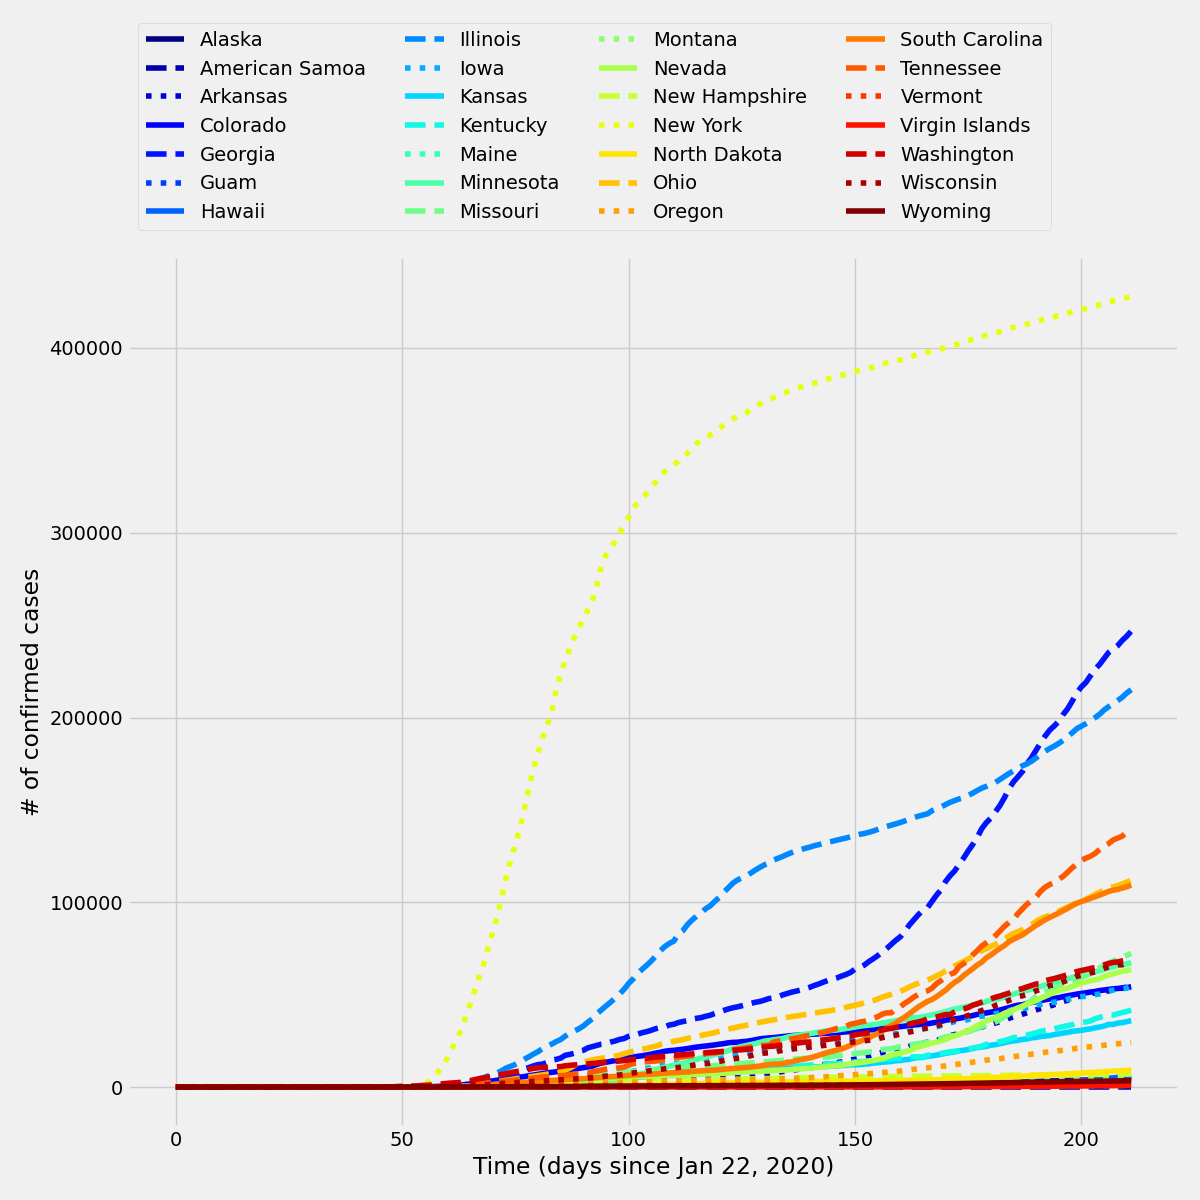 Alaska
American Samoa
Arkansas
Colorado
Georgia
Guam
Hawaii
Illinois
Iowa
Kansas
Kentucky
Maine
Minnesota
Missouri
Montana
Nevada
New Hampshire
New York
North Dakota
Ohio
Oregon
South Carolina
Tennessee
Vermont
Virgin Islands
Washington
Wisconsin
Wyoming
# of confirmed cases
400000
300000
200000
100000
0
0 50 100 150 200
Time (days since Jan 22, 2020)